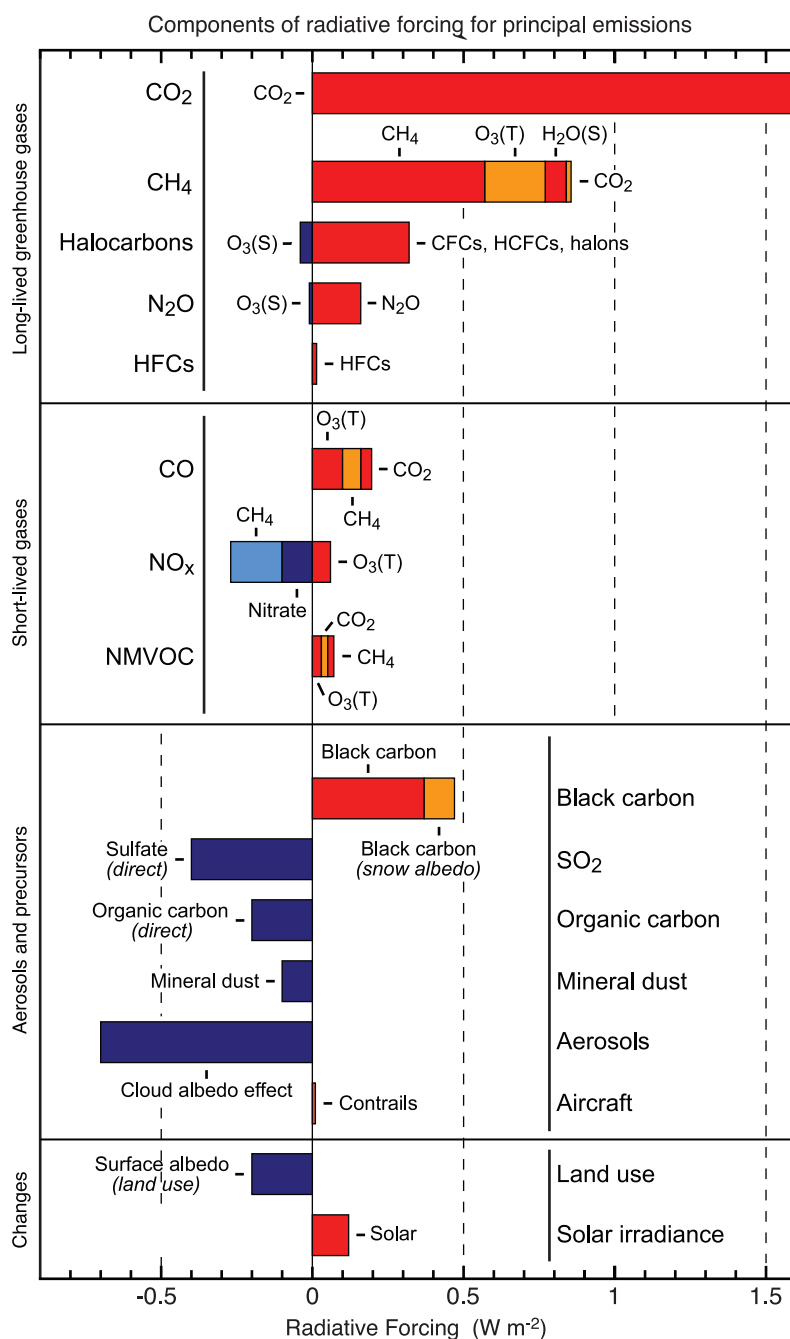 Components of radiative forcing for principal emissions
Long-lived greenhouse gases
CO₂
CO₂
CH₄
O₃(T)
H₂O(S)
CH₄
CO₂
Halocarbons
O₃(S)
CFCs, HCFCs, halons
N₂O
O₃(S)
N₂O
HFCs
HFCs
Short-lived gases
O₃(T)
CO
CO₂
CH₄
CH₄
NOₓ
O₃(T)
Nitrate
CO₂
NMVOC
CH₄
O₃(T)
Aerosols and precursors
Black carbon
Black carbon
Black carbon
(snow albedo)
Sulfate
(direct)
SO₂
Organic carbon
(direct)
Organic carbon
Mineral dust
Mineral dust
Aerosols
Cloud albedo effect
Contrails
Aircraft
Changes
Surface albedo
(land use)
Land use
Solar
Solar irradiance
-0.5 0 0.5 1 1.5
Radiative Forcing (W m⁻²)